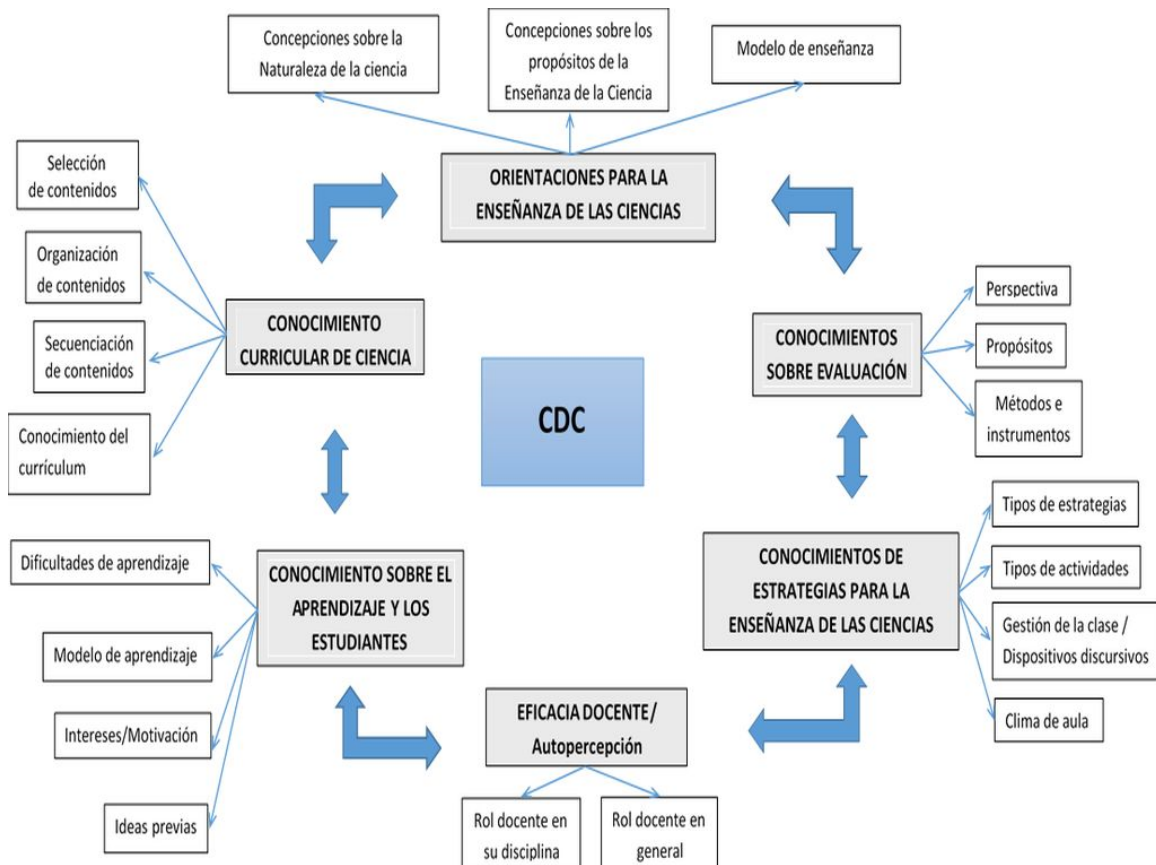 Concepciones sobre la
Naturaleza de la ciencia
Concepciones sobre los
propósitos de la
Enseñanza de la Ciencia
Modelo de enseñanza
ORIENTACIONES PARA LA
ENSEÑANZA DE LAS CIENCIAS
Selección
de contenidos
Organización
de contenidos
Secuenciación
de contenidos
Conocimiento del
currículum
CONOCIMIENTO
CURRICULAR DE CIENCIA
CDC
CONOCIMIENTOS
SOBRE EVALUACIÓN
Perspectiva
Propósitos
Métodos e
instrumentos
Dificultades de aprendizaje
Modelo de aprendizaje
Intereses/Motivación
Ideas previas
CONOCIMIENTO SOBRE EL
APRENDIZAJE Y LOS
ESTUDIANTES
CONOCIMIENTOS DE
ESTRATEGIAS PARA LA
ENSEÑANZA DE LAS CIENCIAS
Tipos de estrategias
Tipos de actividades
Gestión de la clase /
Dispositivos discursivos
Clima de aula
EFICACIA DOCENTE/
Autopercepción
Rol docente en
su disciplina
Rol docente en
general